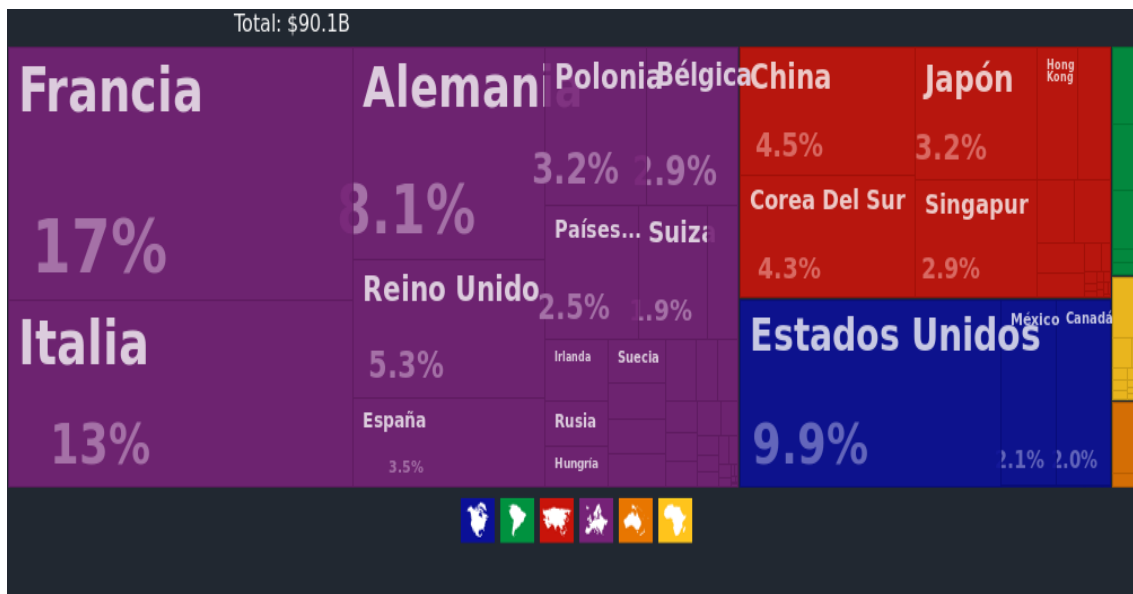 Total: $90.1B
Francia
17%
Italia
13%
Alemania
8.1%
Reino Unido
5.3%
España
3.5%
Polonia
3.2%
Bélgica
2.9%
Países...
2.5%
Suiza
1.9%
Irlanda
Suecia
Rusia
Hungría
China
4.5%
Japón
3.2%
Hong
Kong
Corea Del Sur
4.3%
Singapur
2.9%
Estados Unidos
9.9%
México
2.1%
Canadá
2.0%